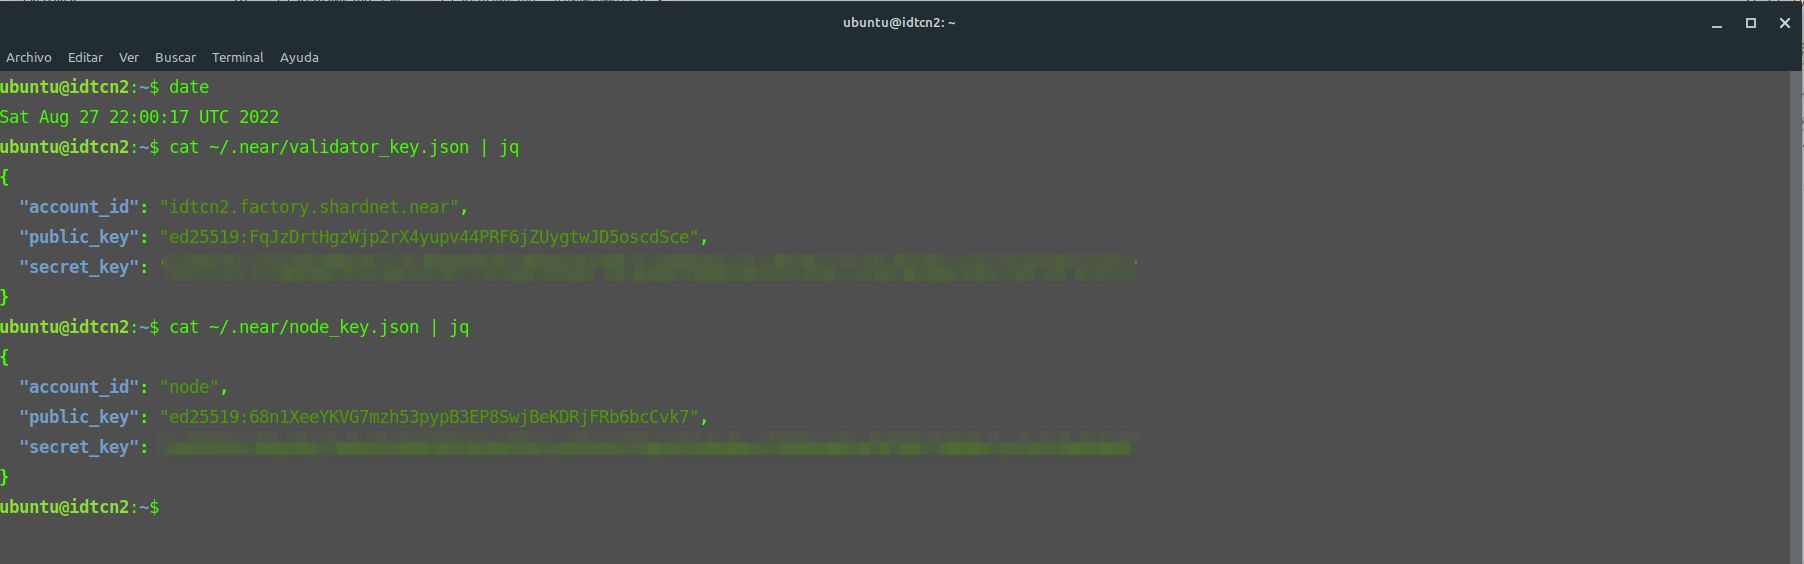 ubuntu@idtcn2: ~
Archivo Editar Ver Buscar Terminal Ayuda
ubuntu@idtcn2:~$ date
Sat Aug 27 22:00:17 UTC 2022
ubuntu@idtcn2:~$ cat ~/.near/validator_key.json | jq
{
  "account_id": "idtcn2.factory.shardnet.near",
  "public_key": "ed25519:FqJzDrtHgzWjp2rX4yupv44PRF6jZUygtwJD5oscdSce",
  "secret_key":
}
ubuntu@idtcn2:~$ cat ~/.near/node_key.json | jq
{
  "account_id": "node",
  "public_key": "ed25519:68n1XeeYKVG7mzh53pypB3EP8SwjBeKDRjFRb6bcCvk7",
  "secret_key":
}
ubuntu@idtcn2:~$